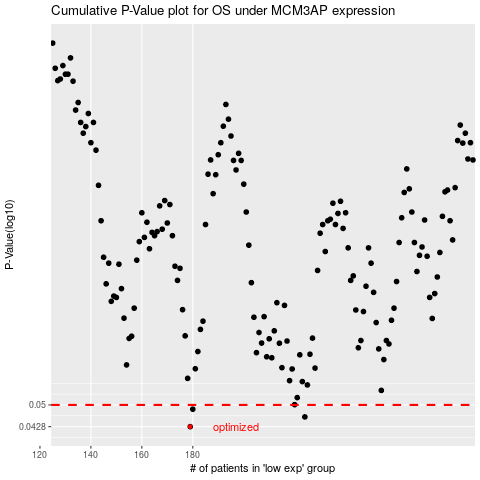 Cumulative P-Value plot for OS under MCM3AP expression
P-Value(log10)
0.05
0.0428
optimized
120 140 160 180
# of patients in 'low exp' group